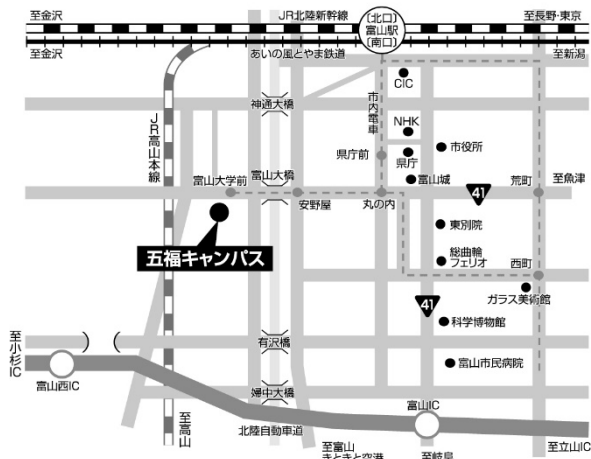 至金沢
JR北陸新幹線
〔北口〕
富山駅
〔南口〕
至長野・東京
至金沢
あいの風とやま鉄道
至新潟
CIC
神通大橋
市内電車
JR高山本線
NHK
市役所
県庁前
県庁
富山大学前
富山大橋
富山城
荒町
至魚津
41
安野屋
丸の内
東別院
五福キャンパス
総曲輪
フェリオ
西町
ガラス美術館
41
科学博物館
至小杉IC
有沢橋
富山市民病院
富山西IC
婦中大橋
富山IC
至高山
北陸自動車道
至富山
きときと空港
至岐阜
至立山IC